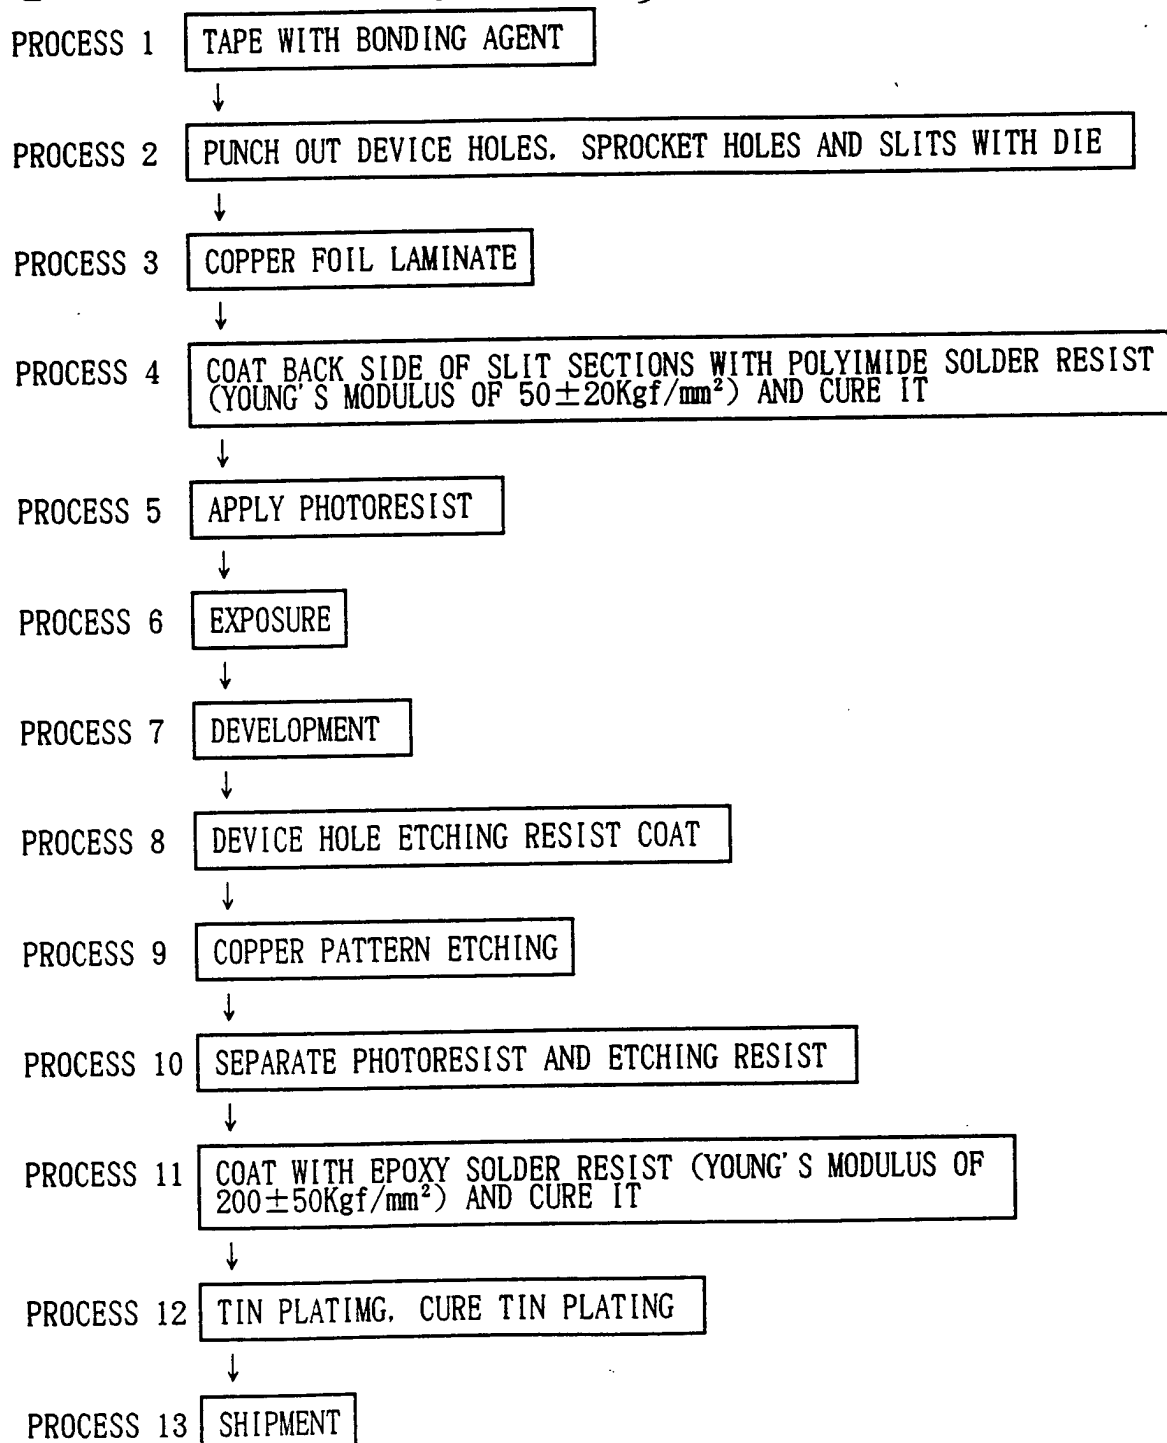 PROCESS 1 TAPE WITH BONDING AGENT
↓
PROCESS 2 PUNCH OUT DEVICE HOLES. SPROCKET HOLES AND SLITS WITH DIE
↓
PROCESS 3 COPPER FOIL LAMINATE
↓
PROCESS 4 COAT BACK SIDE OF SLIT SECTIONS WITH POLYIMIDE SOLDER RESIST
(YOUNG'S MODULUS OF 50±20Kgf/mm²) AND CURE IT
↓
PROCESS 5 APPLY PHOTORESIST
↓
PROCESS 6 EXPOSURE
↓
PROCESS 7 DEVELOPMENT
↓
PROCESS 8 DEVICE HOLE ETCHING RESIST COAT
↓
PROCESS 9 COPPER PATTERN ETCHING
↓
PROCESS 10 SEPARATE PHOTORESIST AND ETCHING RESIST
↓
PROCESS 11 COAT WITH EPOXY SOLDER RESIST (YOUNG'S MODULUS OF
200±50Kgf/mm²) AND CURE IT
↓
PROCESS 12 TIN PLATIMG. CURE TIN PLATING
↓
PROCESS 13 SHIPMENT